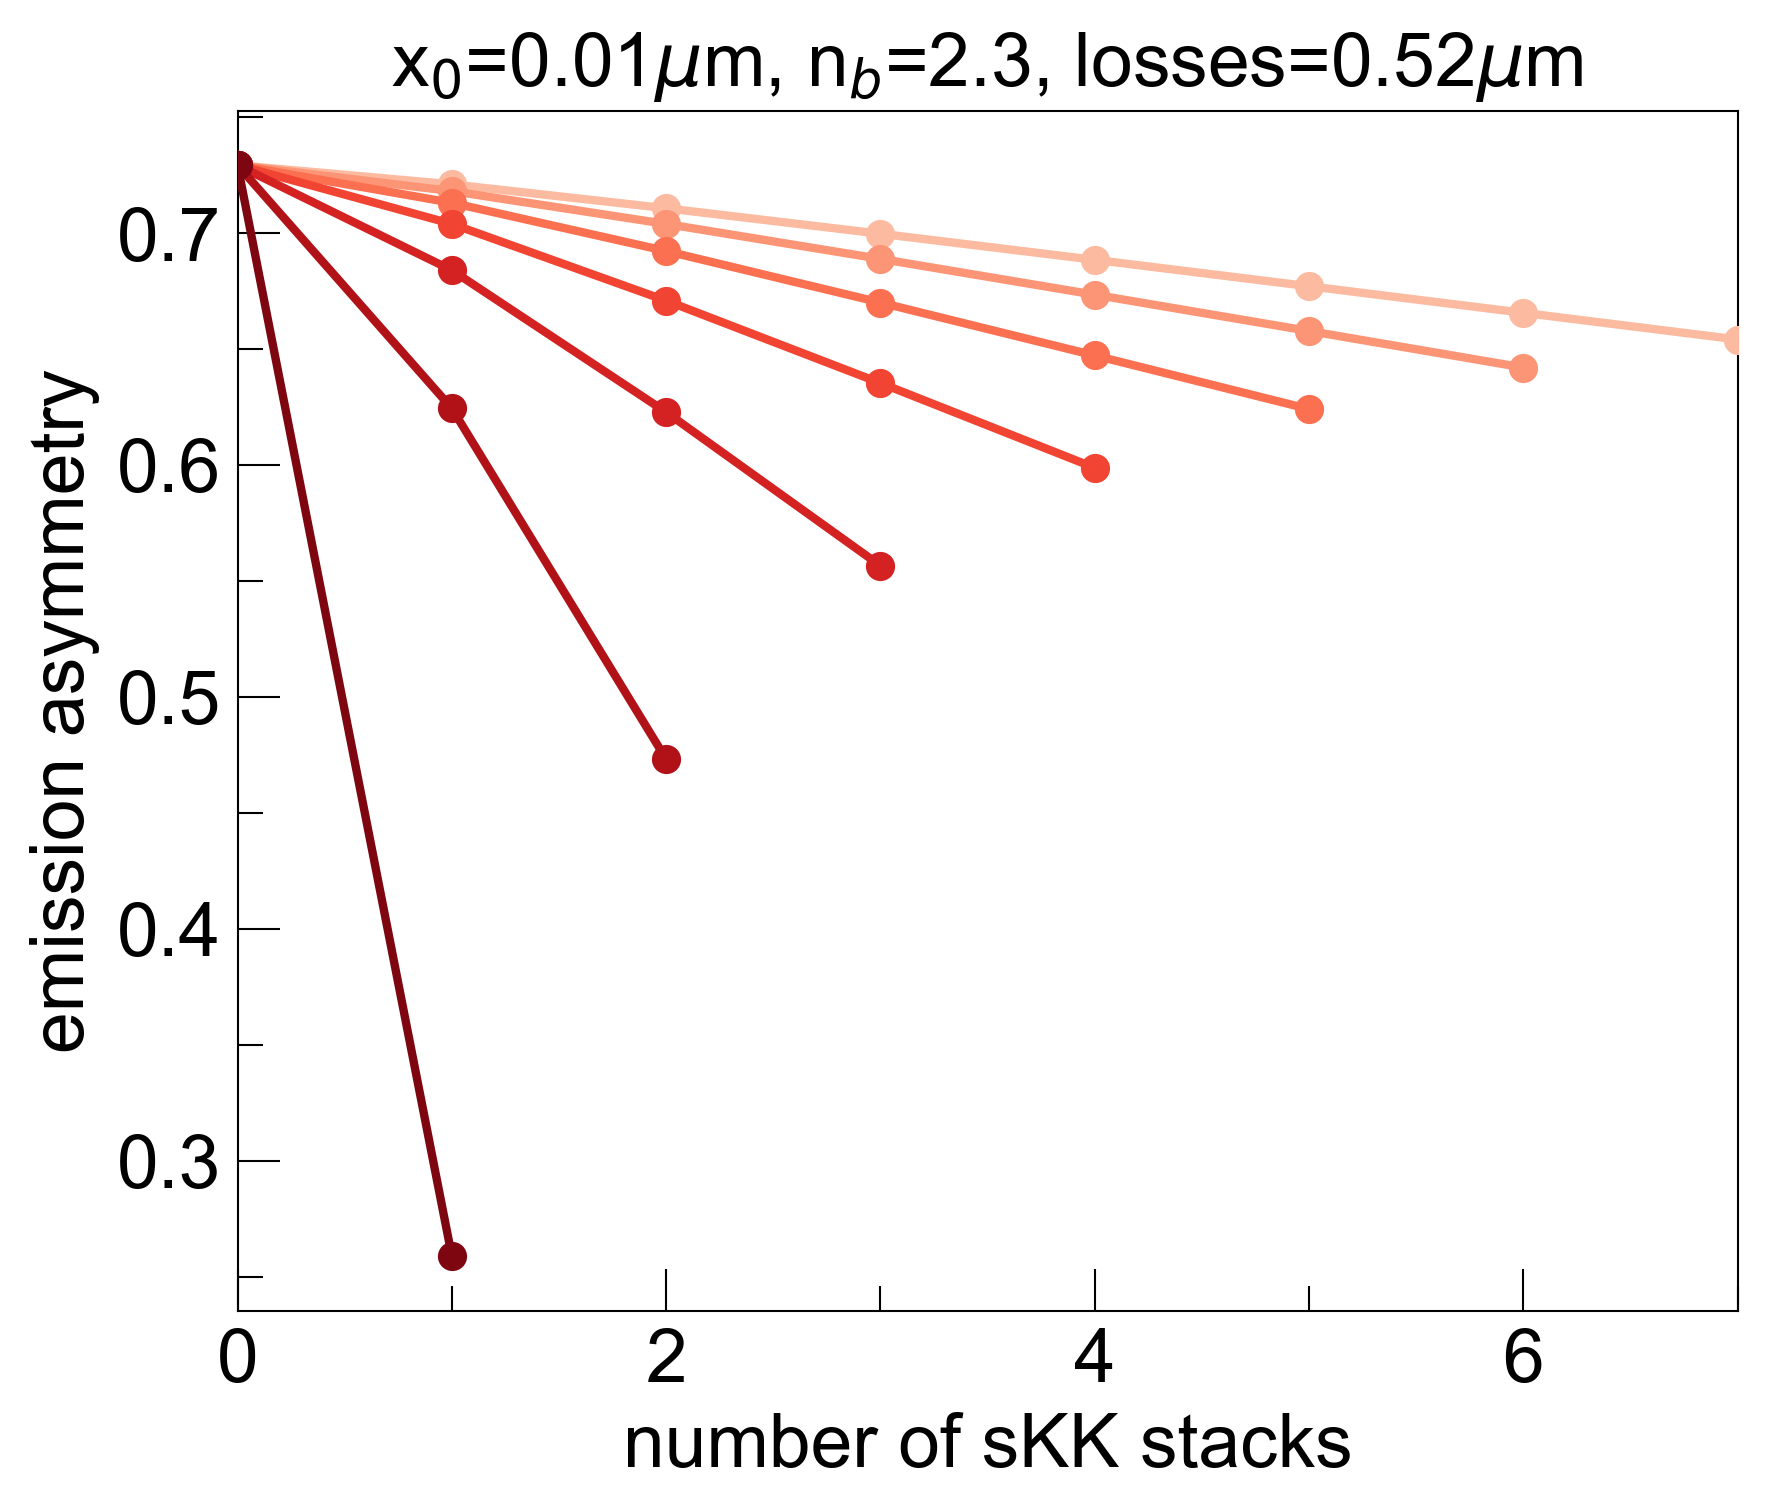 x₀=0.01μm, n_b=2.3, losses=0.52μm
emission asymmetry
0.7
0.6
0.5
0.4
0.3
0 2 4 6
number of sKK stacks